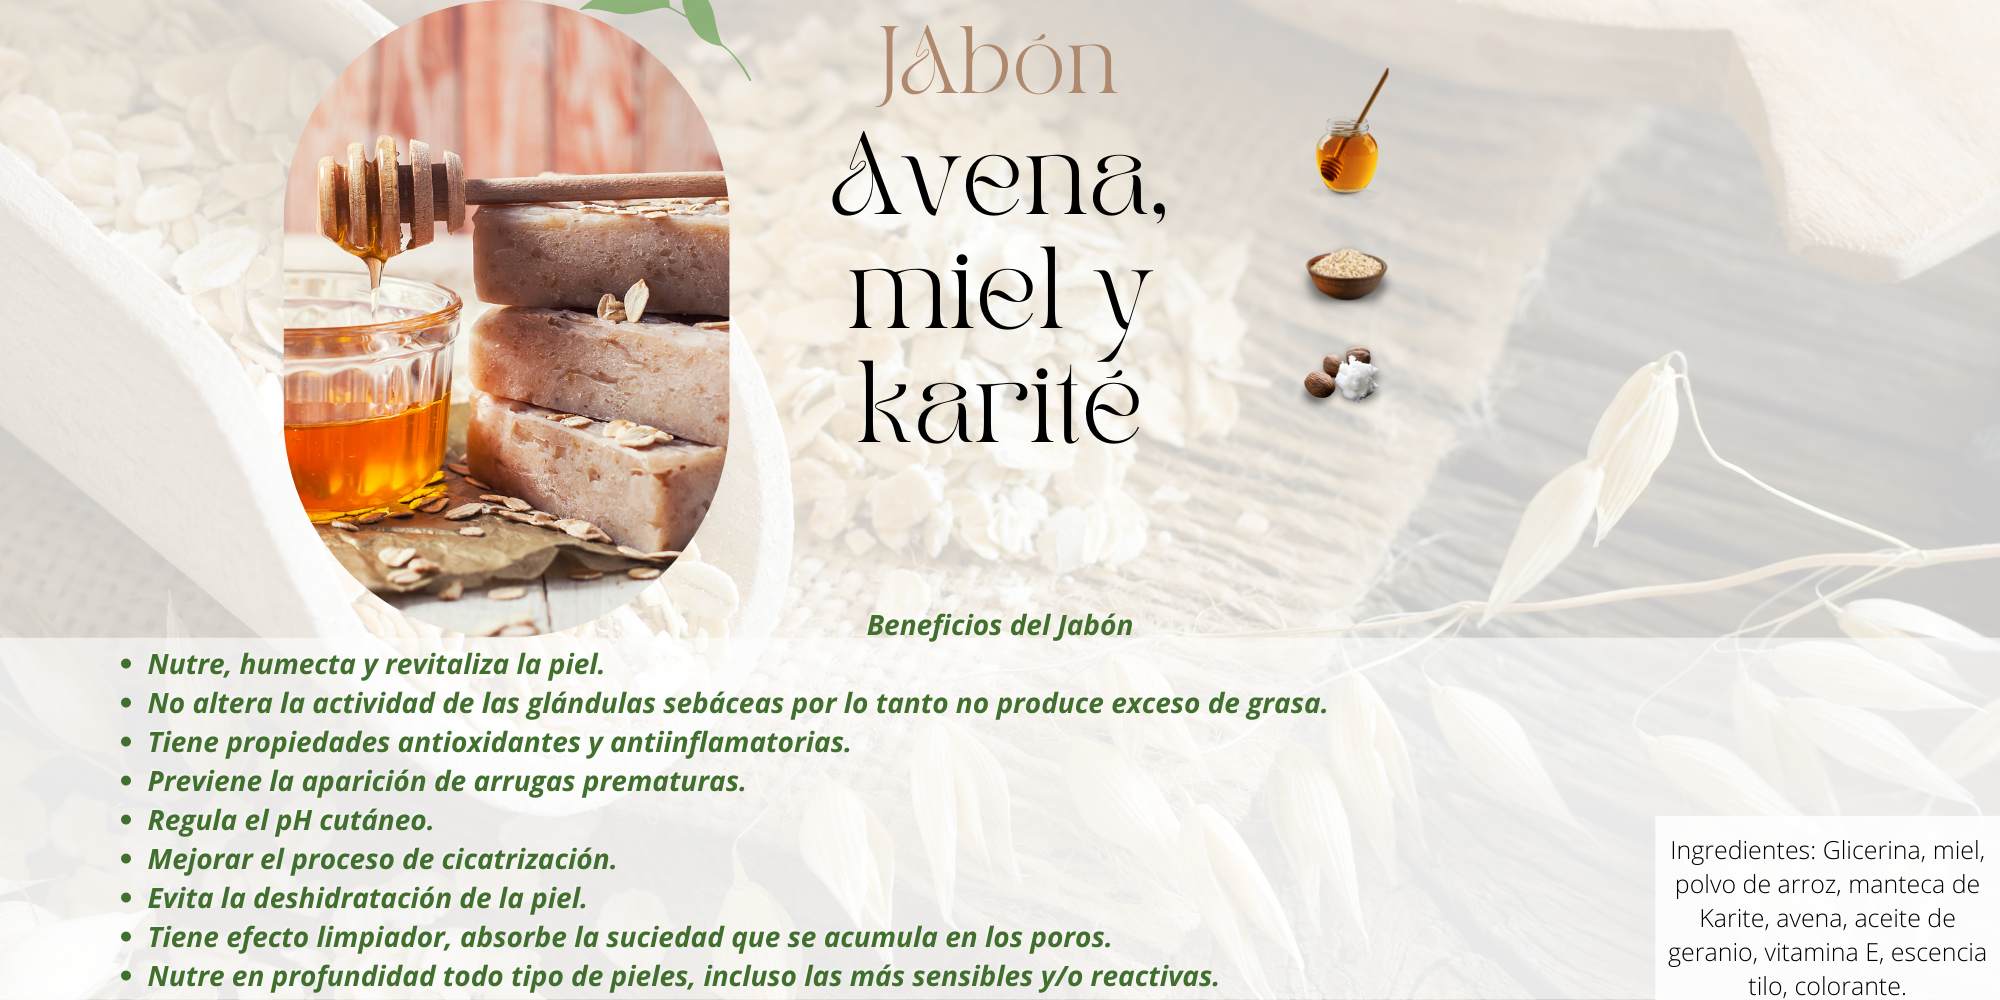 JAbón
Avena,
miel y
karité
Beneficios del Jabón
• Nutre, humecta y revitaliza la piel.
• No altera la actividad de las glándulas sebáceas por lo tanto no produce exceso de grasa.
• Tiene propiedades antioxidantes y antiinflamatorias.
• Previene la aparición de arrugas prematuras.
• Regula el pH cutáneo.
• Mejorar el proceso de cicatrización.
• Evita la deshidratación de la piel.
• Tiene efecto limpiador, absorbe la suciedad que se acumula en los poros.
• Nutre en profundidad todo tipo de pieles, incluso las más sensibles y/o reactivas.
Ingredientes: Glicerina, miel,
polvo de arroz, manteca de
Karite, avena, aceite de
geranio, vitamina E, escencia
tilo, colorante.